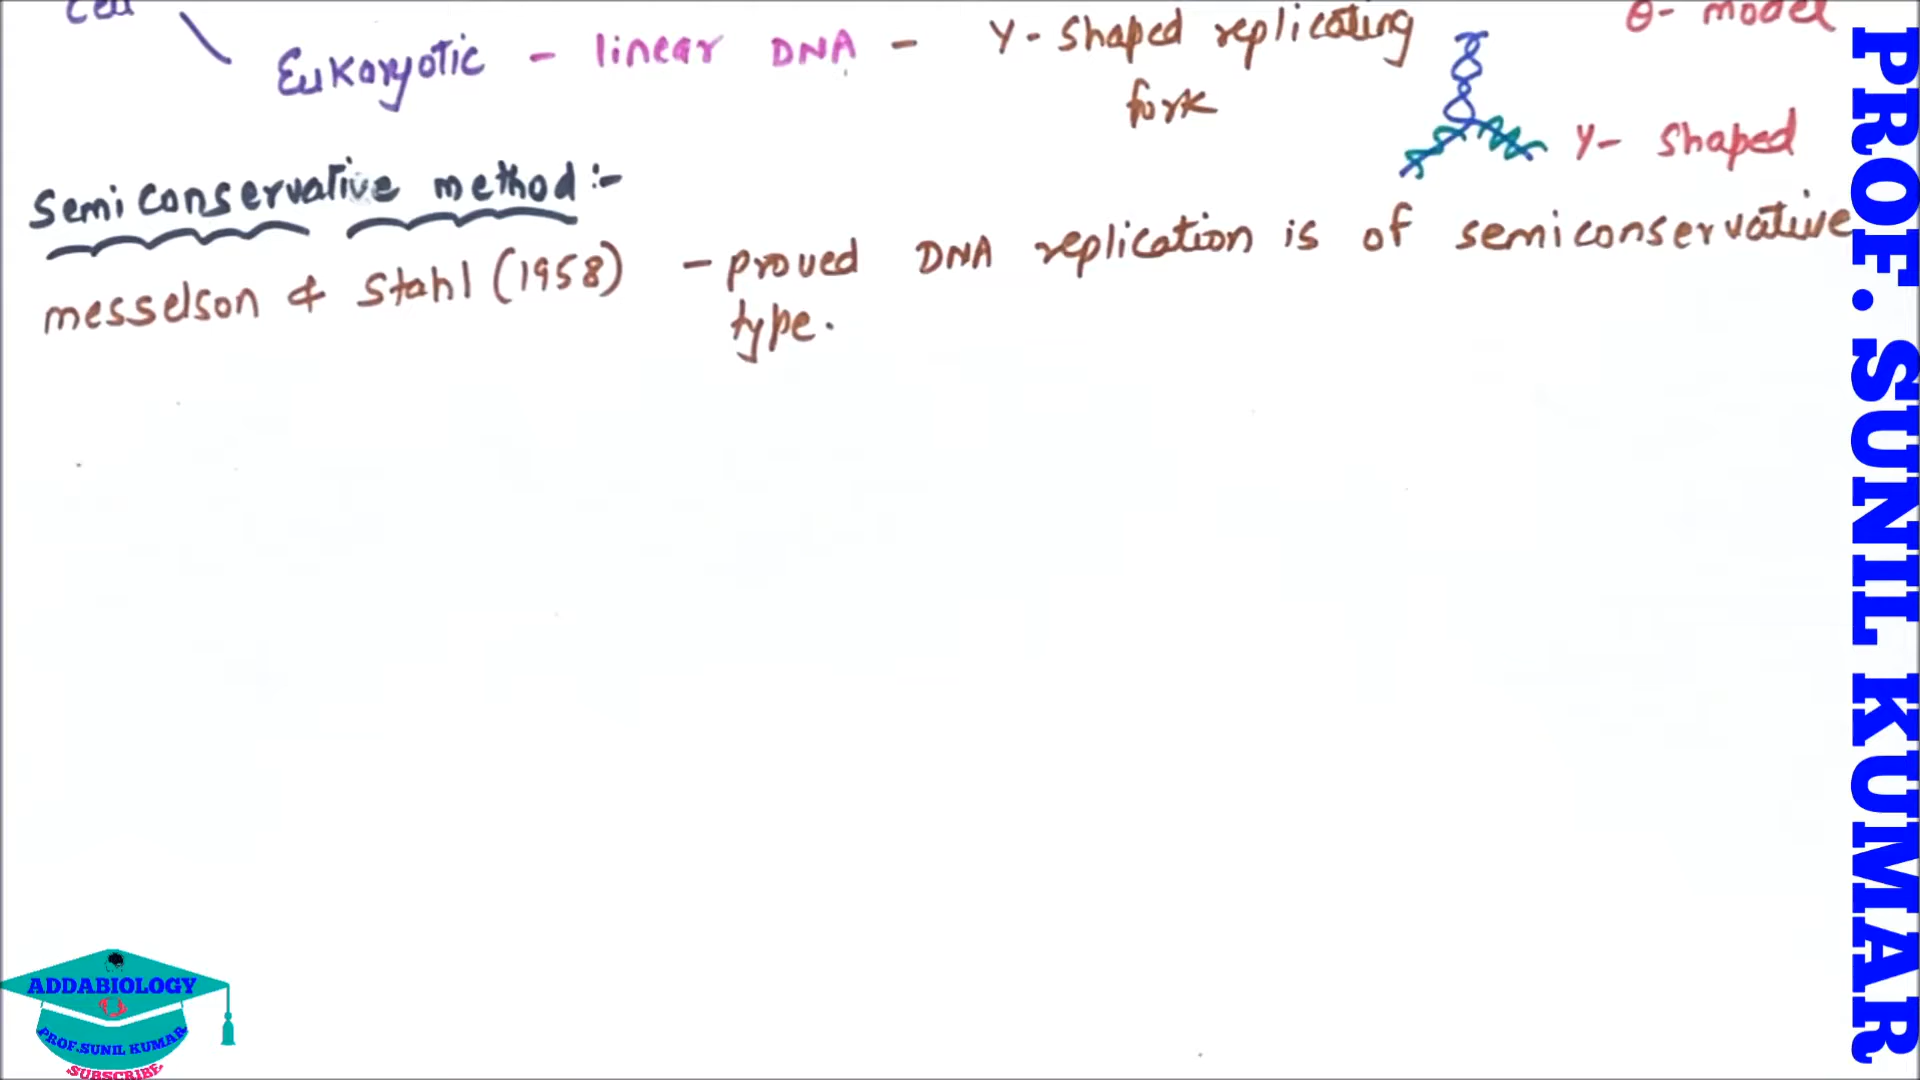 Cell
θ- model
Eukaryotic - linear DNA - Y- shaped replicating
fork
Y- shaped
Semiconservative method :-
messelson & Stahl (1958) - proved DNA replication is of semiconservative
type.
PROF. SUNIL KUMAR
ADDABIOLOGY
PROF.SUNIL KUMAR
SUBSCRIBE